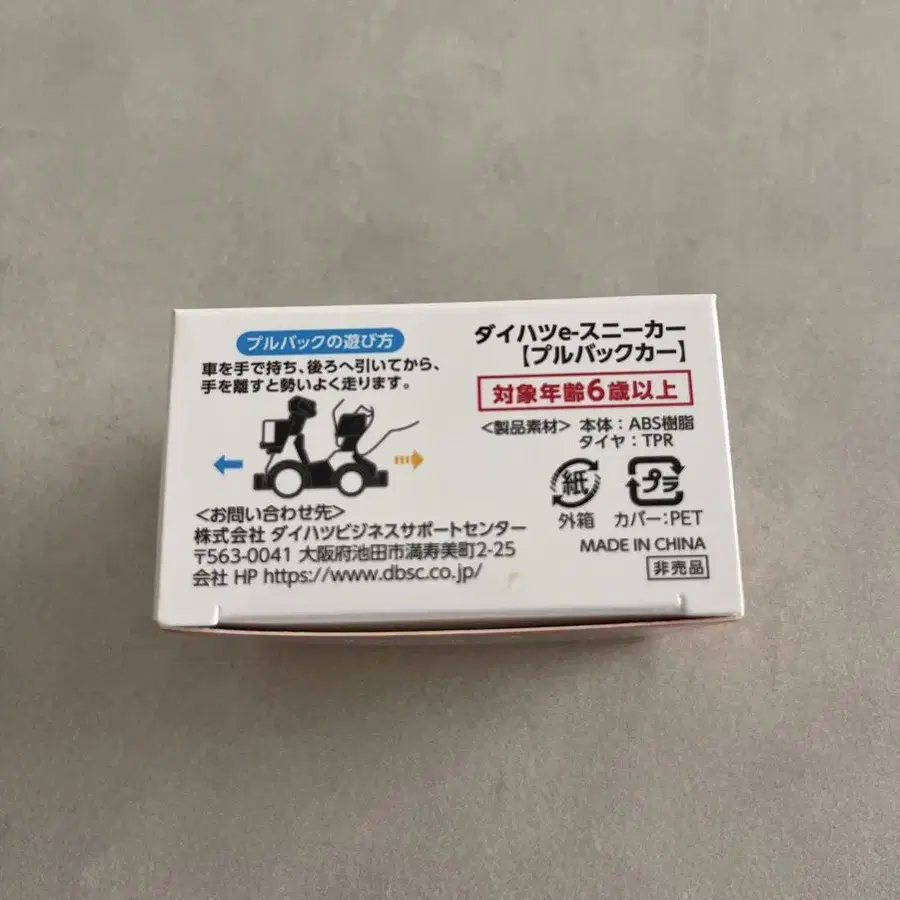 プルバックの遊び方
車を手で持ち、後ろへ引いてから、
手を離すと勢いよく走ります。
<お問い合わせ先>
株式会社 ダイハツビジネスサポートセンター
〒563-0041 大阪府池田市満寿美町2-25
会社 HP https://www.dbsc.co.jp/
ダイハツe-スニーカー
【プルバックカー】
対象年齢6歳以上
<製品素材> 本体：ABS樹脂
タイヤ：TPR
紙
プラ
外箱 カバー：PET
MADE IN CHINA
非売品